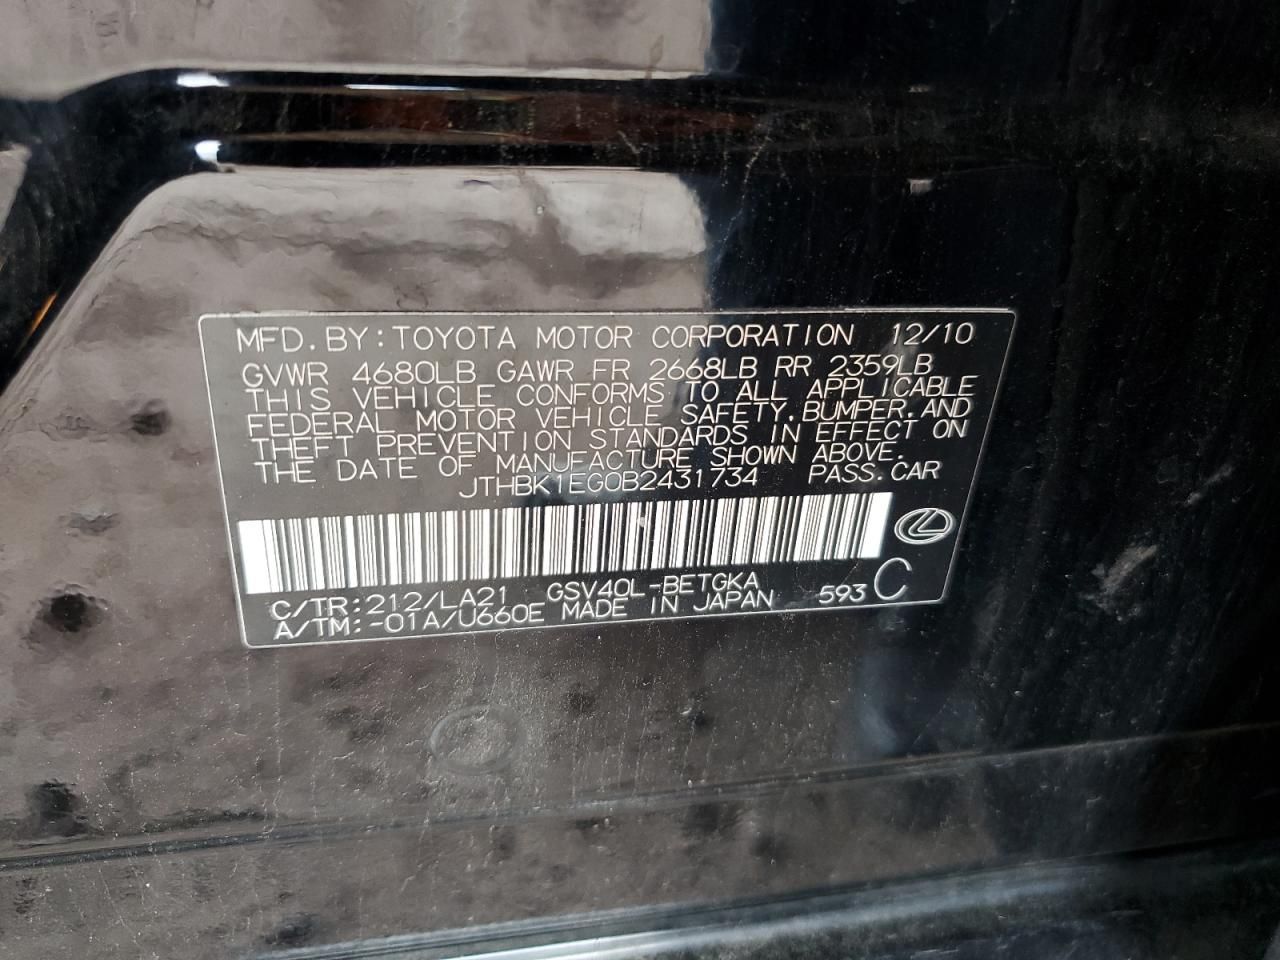 MFD. BY: TOYOTA MOTOR CORPORATION 12/10
GVWR 4680LB GAWR FR 2668LB RR 2359LB
THIS VEHICLE CONFORMS TO ALL APPLICABLE
FEDERAL MOTOR VEHICLE SAFETY, BUMPER, AND
THEFT PREVENTION STANDARDS IN EFFECT ON
THE DATE OF MANUFACTURE SHOWN ABOVE.
JTHBK1EG0B2431734 PASS. CAR
C/TR: 212/LA21 GSV40L-BETGKA 593 C
A/TM: -01A/U660E MADE IN JAPAN